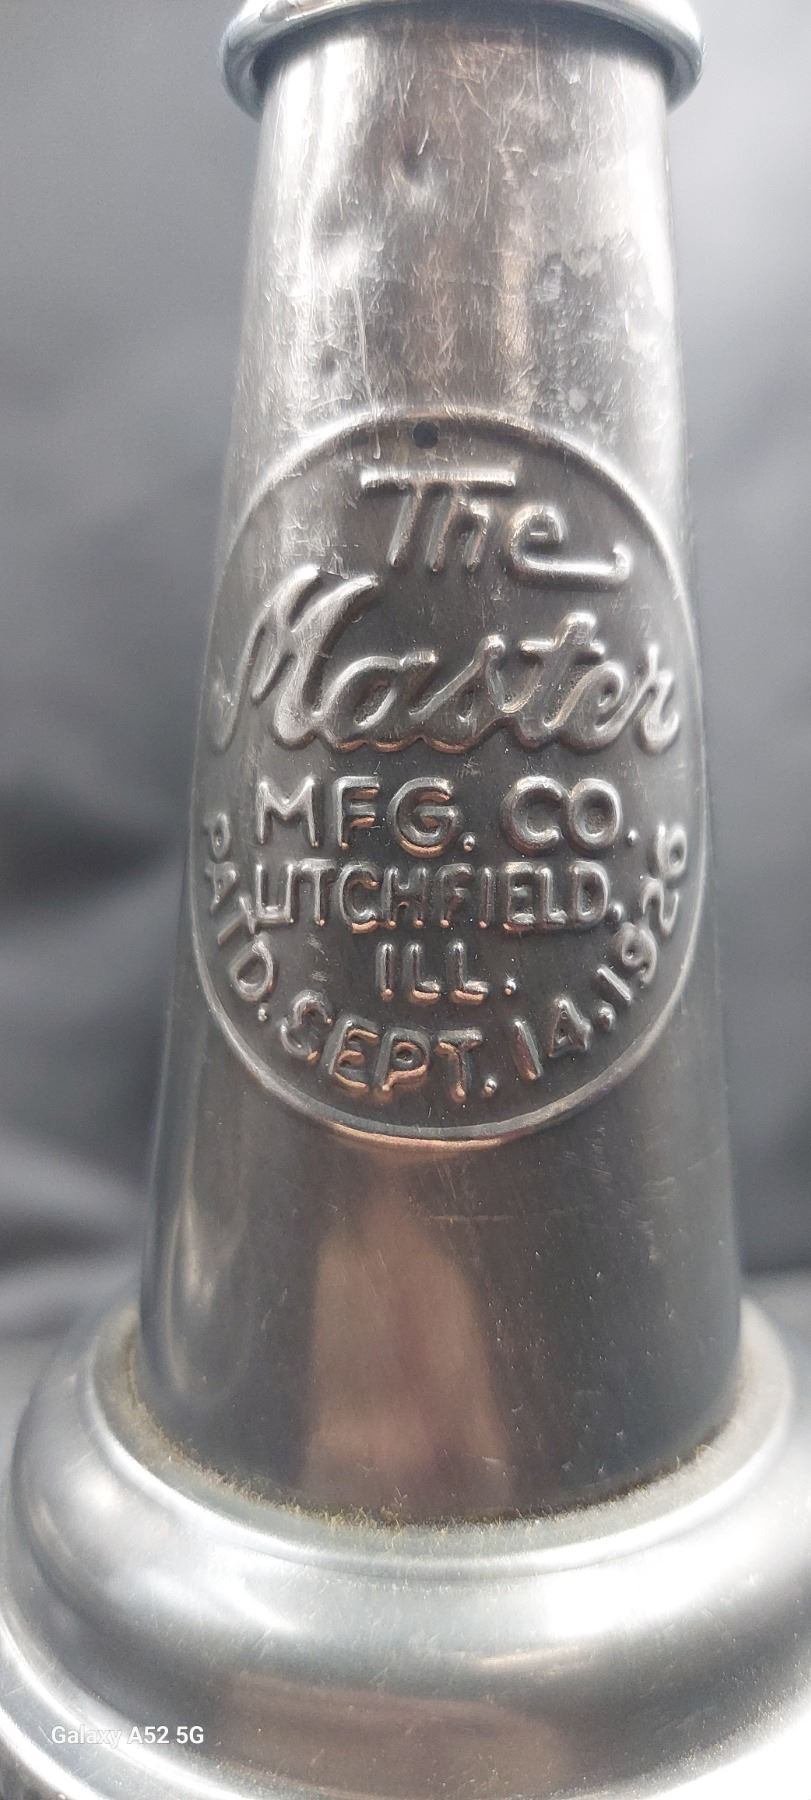 The
Master
MFG. CO.
LITCHFIELD,
ILL.
PAT'D. SEPT. 14, 1926
Galaxy A52 5G